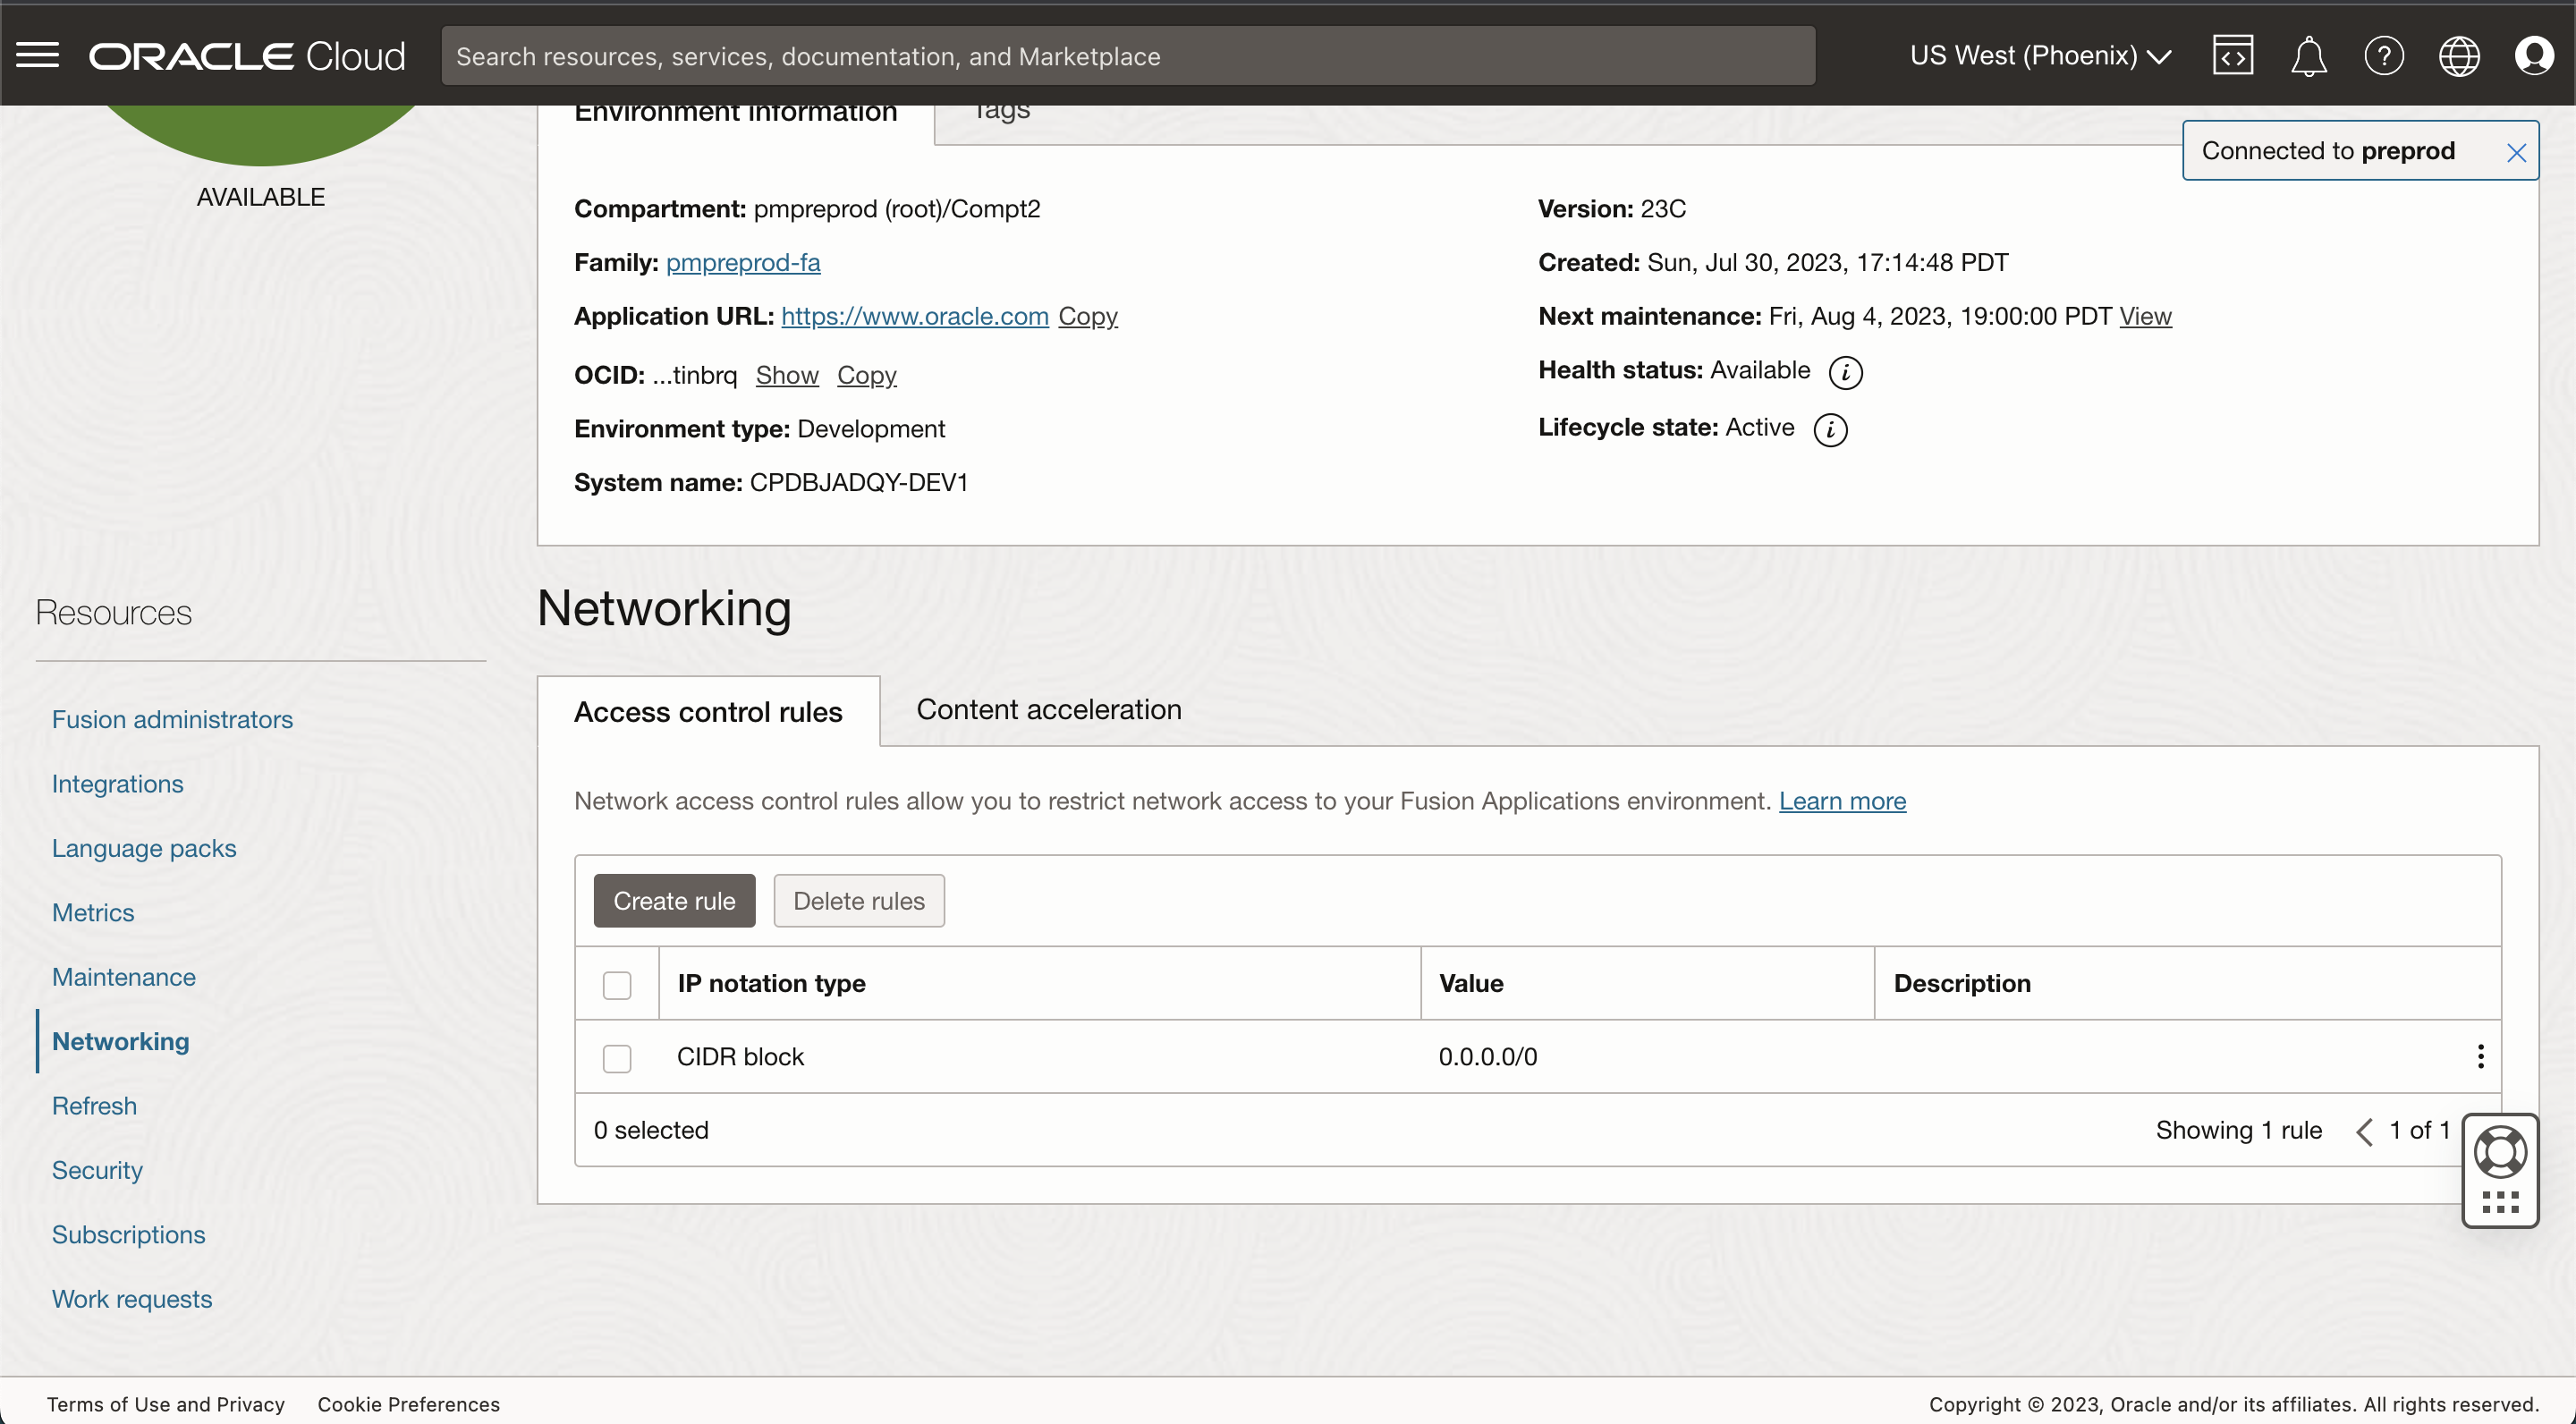 ORACLE Cloud
Search resources, services, documentation, and Marketplace
US West (Phoenix)
Environment information
Tags
Connected to preprod
AVAILABLE
Compartment: pmpreprod (root)/Compt2
Family: pmpreprod-fa
Application URL: https://www.oracle.com Copy
OCID: ...tinbrq Show Copy
Environment type: Development
System name: CPDBJADQY-DEV1
Version: 23C
Created: Sun, Jul 30, 2023, 17:14:48 PDT
Next maintenance: Fri, Aug 4, 2023, 19:00:00 PDT View
Health status: Available i
Lifecycle state: Active i
Resources
Fusion administrators
Integrations
Language packs
Metrics
Maintenance
Networking
Refresh
Security
Subscriptions
Work requests
Networking
Access control rules
Content acceleration
Network access control rules allow you to restrict network access to your Fusion Applications environment. Learn more
Create rule
Delete rules
IP notation type
Value
Description
CIDR block
0.0.0.0/0
0 selected
Showing 1 rule
1 of 1
Terms of Use and Privacy
Cookie Preferences
Copyright © 2023, Oracle and/or its affiliates. All rights reserved.